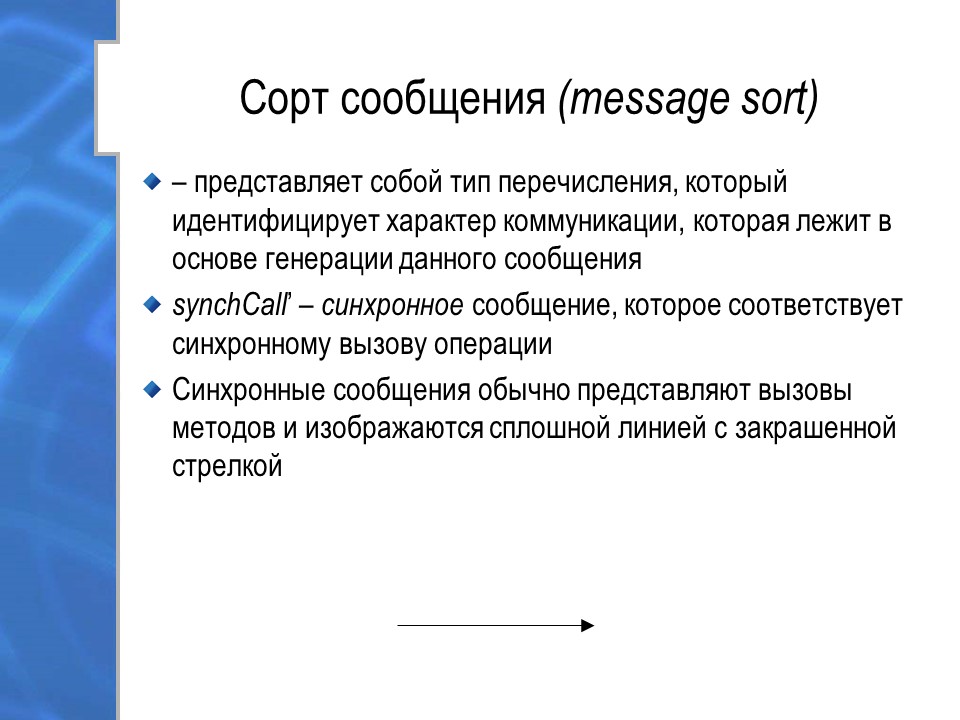 Сорт сообщения (message sort)
– представляет собой тип перечисления, который
идентифицирует характер коммуникации, которая лежит в
основе генерации данного сообщения
synchCall’ – синхронное сообщение, которое соответствует
синхронному вызову операции
Синхронные сообщения обычно представляют вызовы
методов и изображаются сплошной линией с закрашенной
стрелкой